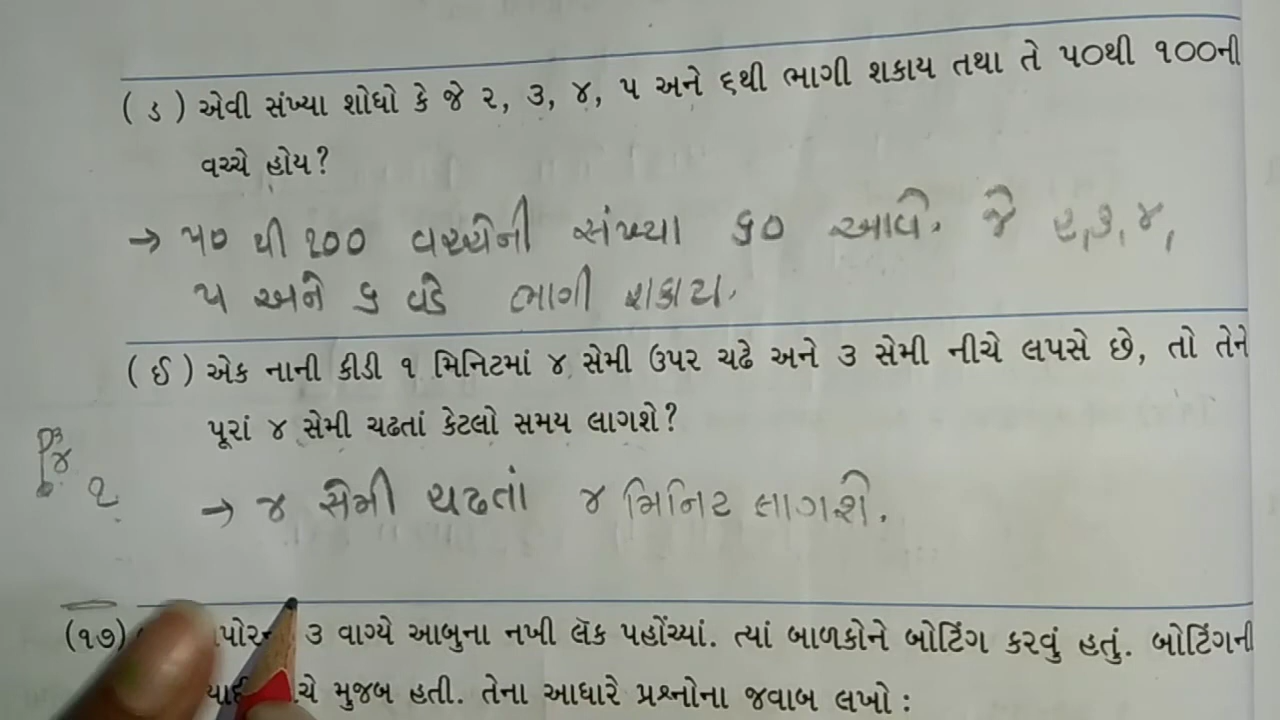 ( ડ ) એવી સંખ્યા શોધો કે જે ૨, ૩, ૪, ૫ અને ૬થી ભાગી શકાય તથા તે ૫૦થી ૧૦૦ની
વચ્ચે હોય?
→ ૫૦ થી ૧૦૦ વચ્ચેની સંખ્યા ૬૦ આવે. જે ૨,૩,૪,
૫ અને ૬ વડે ભાગી શકાય.
( ઈ ) એક નાની કીડી ૧ મિનિટમાં ૪ સેમી ઉપર ચઢે અને ૩ સેમી નીચે લપસે છે, તો તેને
પૂરાં ૪ સેમી ચઢતાં કેટલો સમય લાગશે?
૩
૪
૧
→ ૪ સેમી ચઢતાં ૪ મિનિટ લાગશે.
(૧૭) ૩ વાગ્યે આબુના નખી લૅક પહોંચ્યાં. ત્યાં બાળકોને બોટિંગ કરવું હતું. બોટિંગની
મુજબ હતી. તેના આધારે પ્રશ્નોના જવાબ લખો :